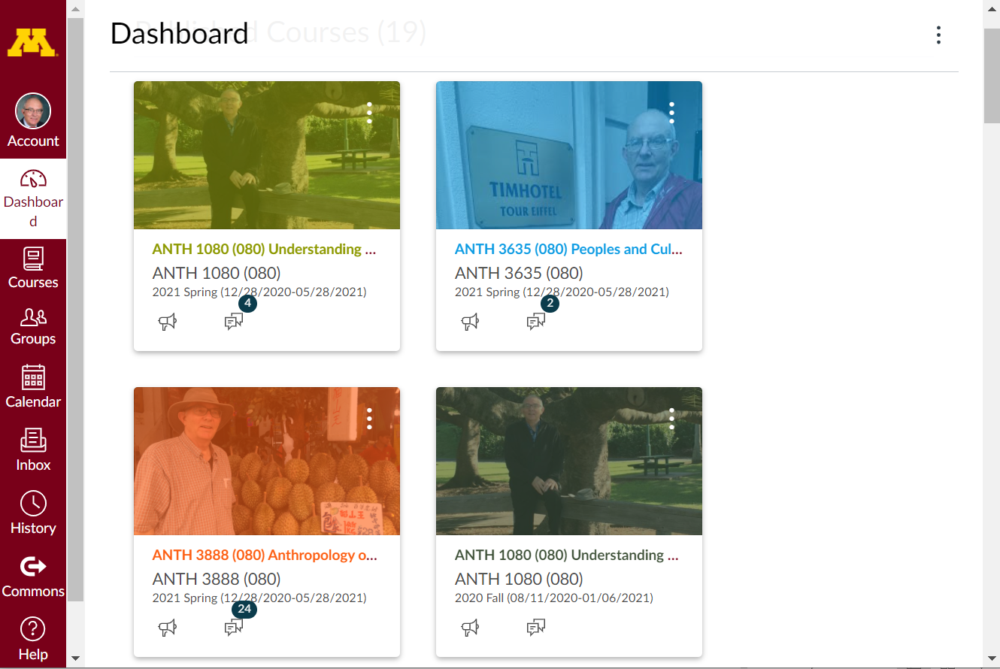 Dashboard
Published Courses (19)
M
Account
Dashboar
d
Courses
Groups
Calendar
Inbox
History
Commons
Help
TIMHOTEL
TOUR EIFFEL
ANTH 1080 (080) Understanding ...
ANTH 1080 (080)
2021 Spring (12/28/2020-05/28/2021)
4
ANTH 3635 (080) Peoples and Cul...
ANTH 3635 (080)
2021 Spring (12/28/2020-05/28/2021)
2
ANTH 3888 (080) Anthropology o...
ANTH 3888 (080)
2021 Spring (12/28/2020-05/28/2021)
24
ANTH 1080 (080) Understanding ...
ANTH 1080 (080)
2020 Fall (08/11/2020-01/06/2021)